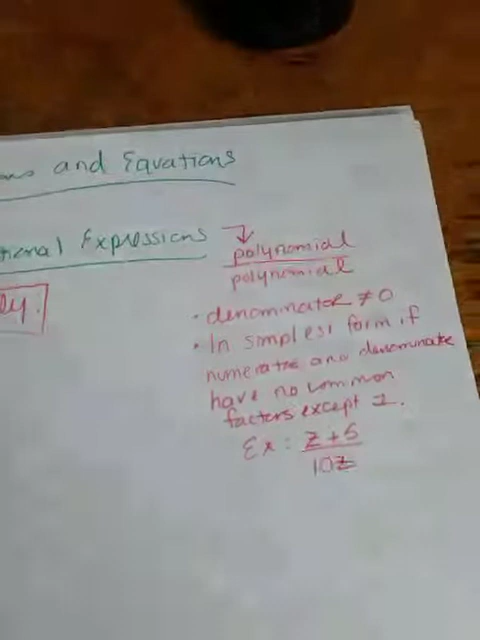 and Equations
Expressions
polynomial
polynomial
• denominator ≠ 0
• In simplest form if
numerator and denominate
have no common
factors except 1.
Ex: z + 5
10z